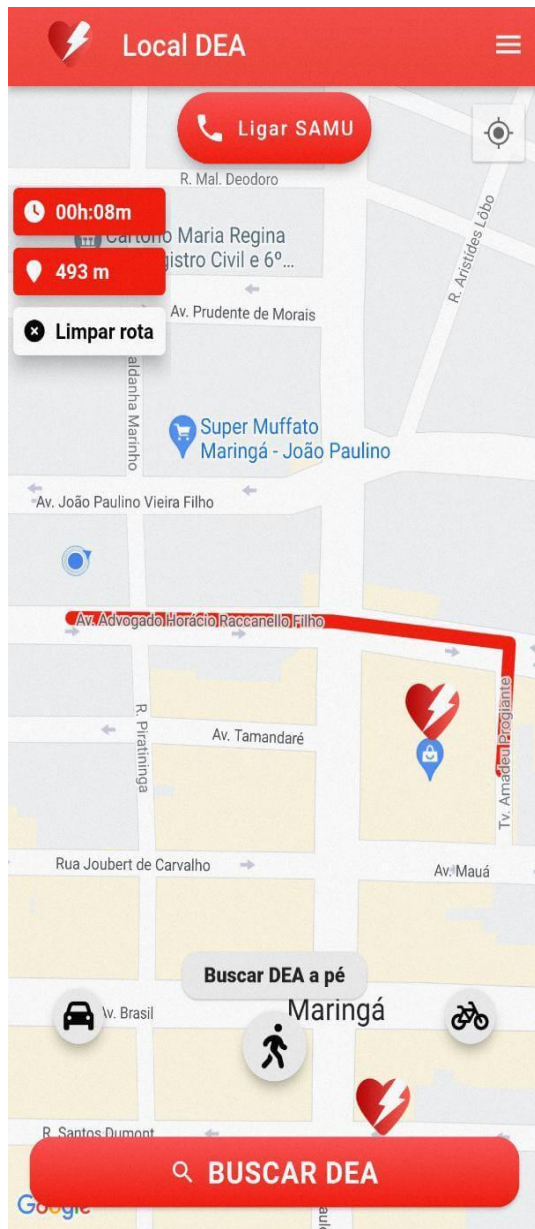 Local DEA
Ligar SAMU
R. Mal. Deodoro
00h:08m
Cartório Maria Regina
gistro Civil e 6º...
493 m
R. Aristides Lôbo
Av. Prudente de Morais
Limpar rota
aldanha Marinho
Super Muffato
Maringá - João Paulino
Av. João Paulino Vieira Filho
Av. Advogado Horácio Raccanello Filho
R. Piratininga
Av. Tamandaré
Tv. Amadeu Progiante
Rua Joubert de Carvalho
Av. Mauá
Buscar DEA a pé
Maringá
Av. Brasil
R. Santos Dumont
BUSCAR DEA
Google